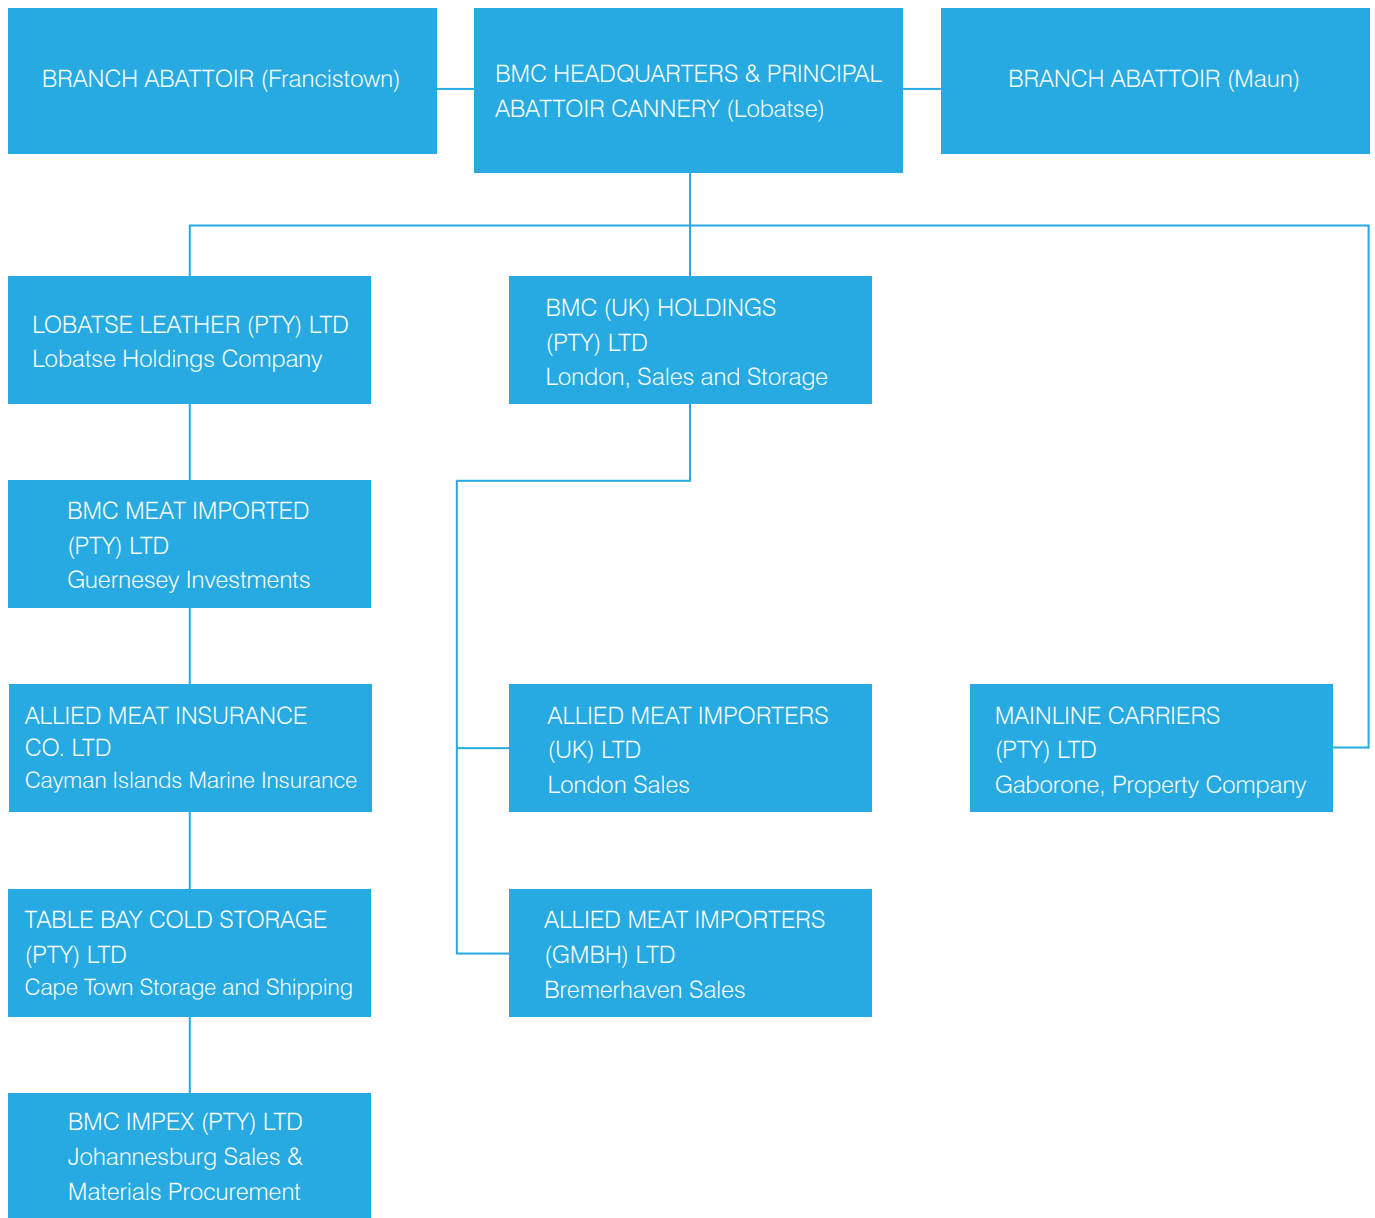 BRANCH ABATTOIR (Francistown)
BMC HEADQUARTERS & PRINCIPAL
ABATTOIR CANNERY (Lobatse)
BRANCH ABATTOIR (Maun)
LOBATSE LEATHER (PTY) LTD
Lobatse Holdings Company
BMC (UK) HOLDINGS
(PTY) LTD
London, Sales and Storage
BMC MEAT IMPORTED
(PTY) LTD
Guernesey Investments
ALLIED MEAT INSURANCE
CO. LTD
Cayman Islands Marine Insurance
ALLIED MEAT IMPORTERS
(UK) LTD
London Sales
MAINLINE CARRIERS
(PTY) LTD
Gaborone, Property Company
TABLE BAY COLD STORAGE
(PTY) LTD
Cape Town Storage and Shipping
ALLIED MEAT IMPORTERS
(GMBH) LTD
Bremerhaven Sales
BMC IMPEX (PTY) LTD
Johannesburg Sales &
Materials Procurement